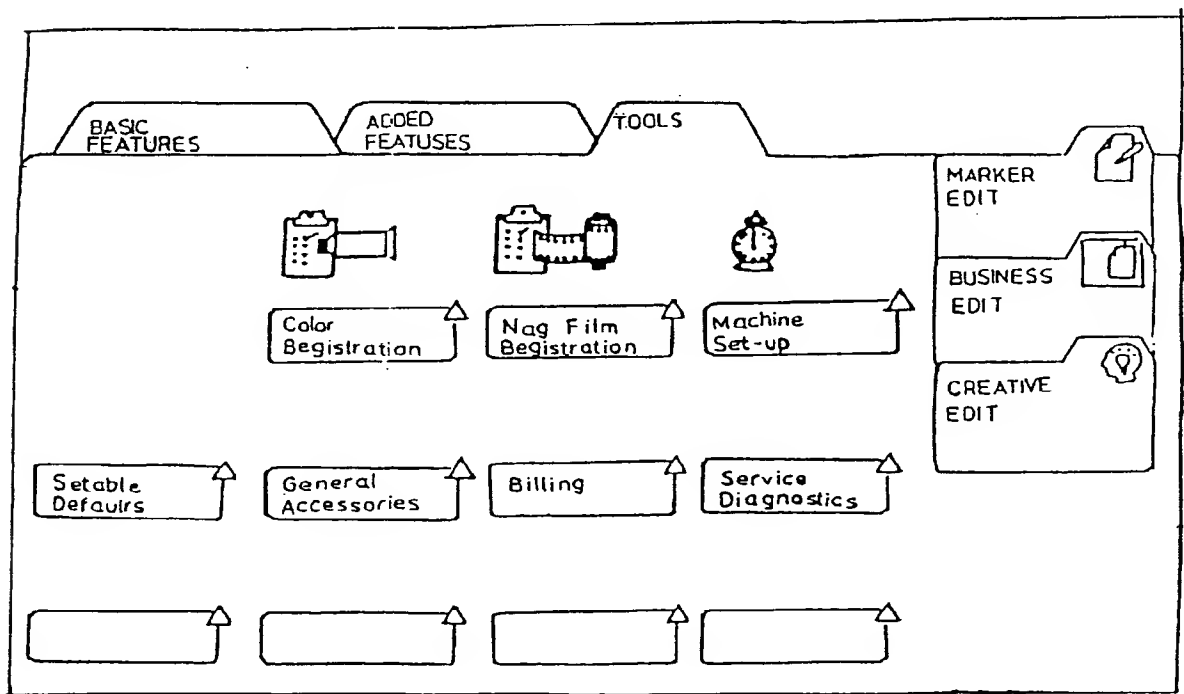 BASIC
FEATURES
ADDED
FEATUSES
TOOLS
MARKER
EDIT
BUSINESS
EDIT
CREATIVE
EDIT
Color
Begistration
Nag Film
Begistration
Machine
Set-up
Setable
Defaulrs
General
Accessories
Billing
Service
Diagnostics